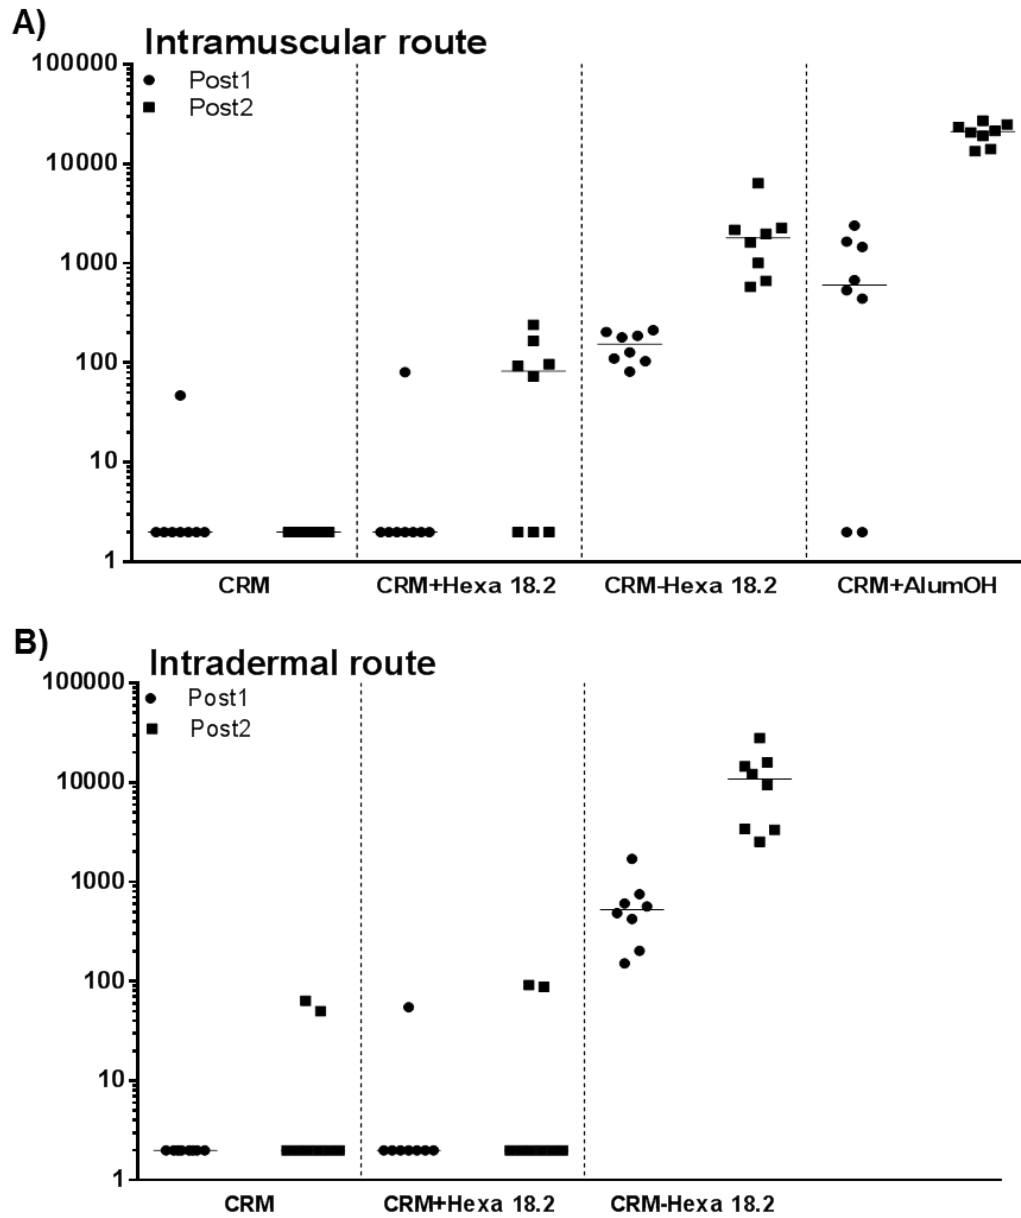 A)
Intramuscular route
100000
Post1
Post2
10000
1000
100
10
1
CRM CRM+Hexa 18.2 CRM-Hexa 18.2 CRM+AlumOH
B)
Intradermal route
100000
Post1
Post2
10000
1000
100
10
1
CRM CRM+Hexa 18.2 CRM-Hexa 18.2